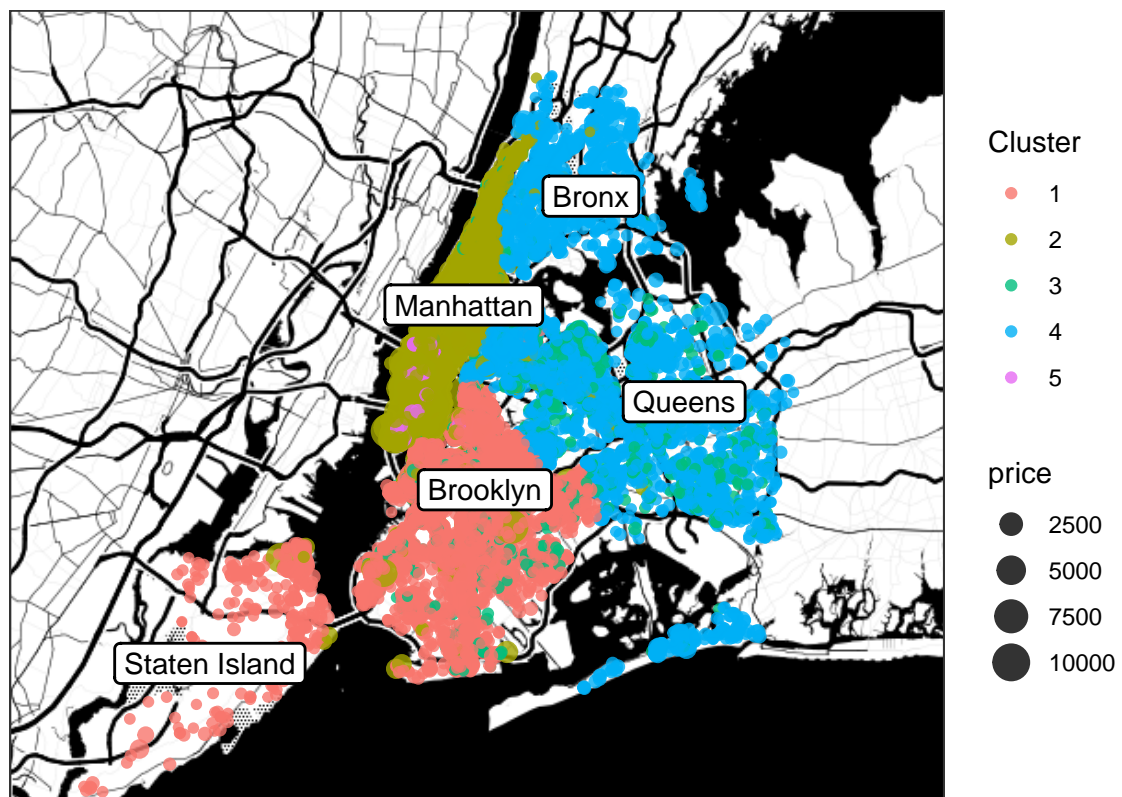 Bronx
Manhattan
Queens
Brooklyn
Staten Island
Cluster
1
2
3
4
5
price
2500
5000
7500
10000